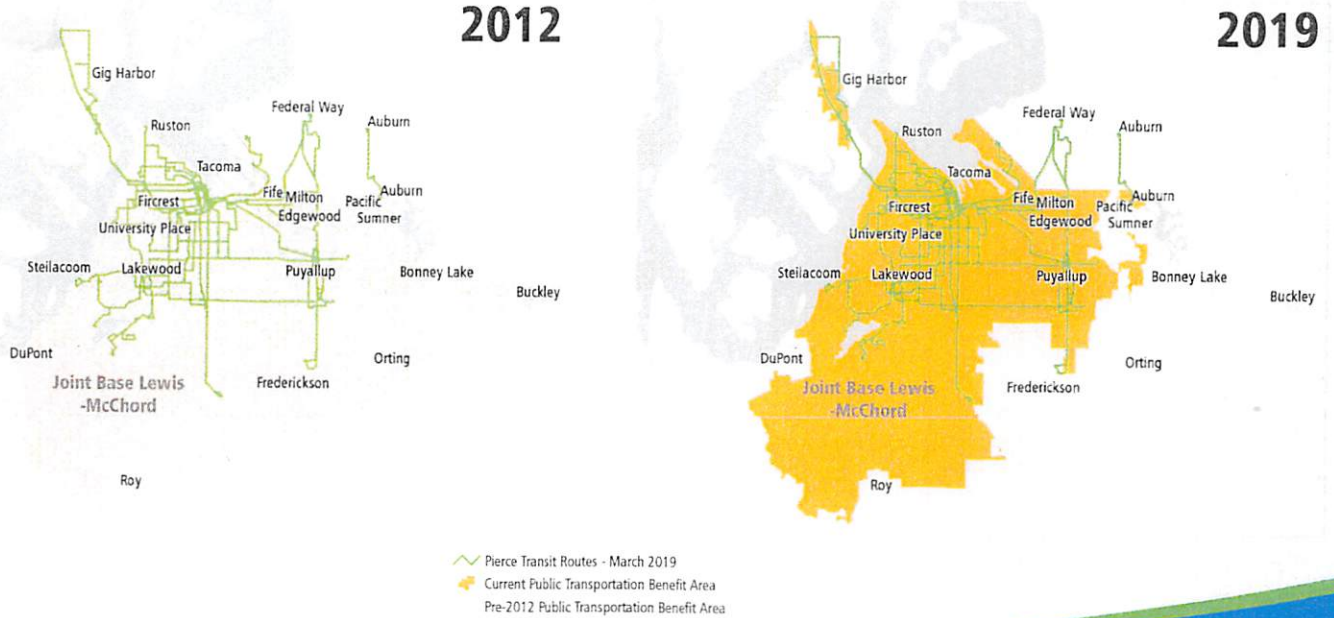 2012
Gig Harbor
Federal Way
Auburn
Ruston
Tacoma
Fife
Milton
Auburn
Fircrest
Pacific
Edgewood
Sumner
University Place
Steilacoom
Lakewood
Puyallup
Bonney Lake
Buckley
DuPont
Orting
Joint Base Lewis
-McChord
Frederickson
Roy
2019
Gig Harbor
Federal Way
Auburn
Ruston
Tacoma
Fife
Milton
Auburn
Fircrest
Pacific
Edgewood
Sumner
University Place
Steilacoom
Lakewood
Puyallup
Bonney Lake
Buckley
DuPont
Orting
Joint Base Lewis
-McChord
Frederickson
Roy
Pierce Transit Routes - March 2019
Current Public Transportation Benefit Area
Pre-2012 Public Transportation Benefit Area